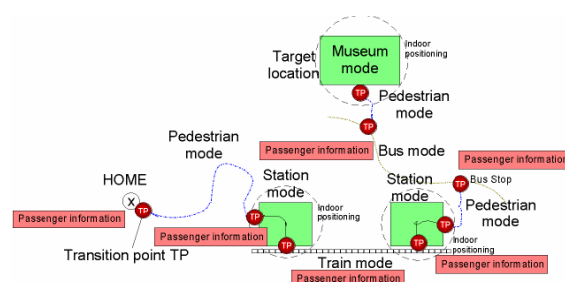 Museum
mode
Indoor
positioning
Target
location
TP
Pedestrian
mode
TP
Passenger information
Bus mode
Pedestrian
mode
HOME
X
TP
Passenger information
Transition point TP
Station
mode
Indoor
positioning
TP
Passenger information
TP
Train mode
Passenger information
Station
mode
TP
TP
Indoor
positioning
Passenger information
Passenger information
TP
Bus Stop
Pedestrian
mode